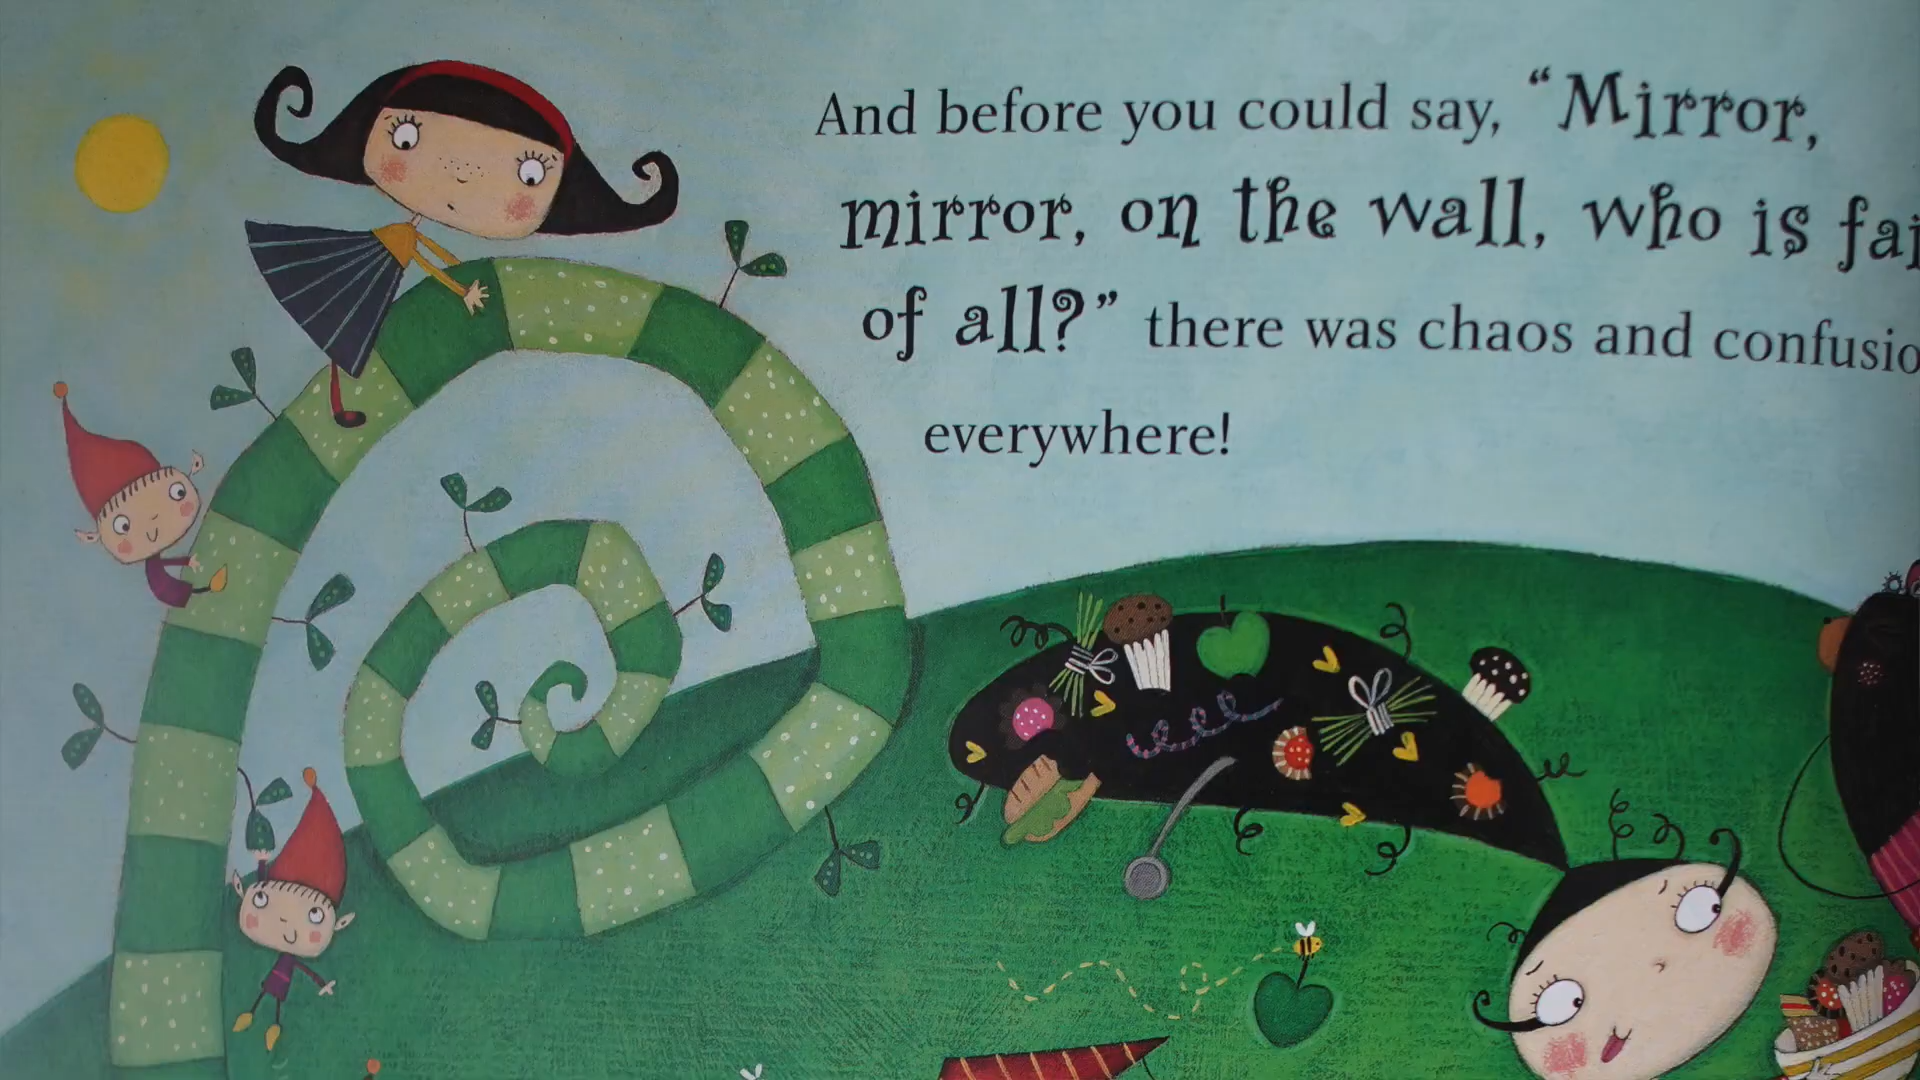 And before you could say, “Mirror,
mirror, on the wall, who is
of all?” there was chaos and
everywhere!